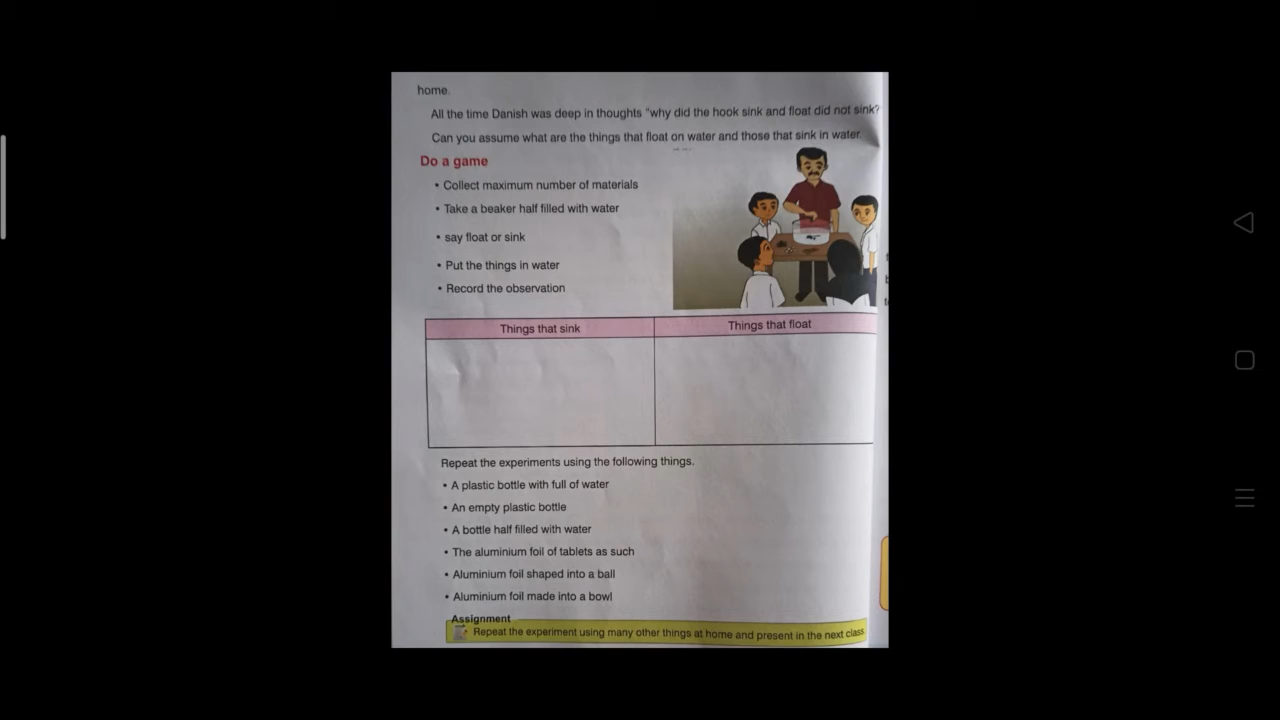 home.
All the time Danish was deep in thoughts "why did the hook sink and float did not sink?
Can you assume what are the things that float on water and those that sink in water.
Do a game
• Collect maximum number of materials
• Take a beaker half filled with water
• say float or sink
• Put the things in water
• Record the observation
Things that sink
Things that float
Repeat the experiments using the following things.
• A plastic bottle with full of water
• An empty plastic bottle
• A bottle half filled with water
• The aluminium foil of tablets as such
• Aluminium foil shaped into a ball
• Aluminium foil made into a bowl
Assignment
Repeat the experiment using many other things at home and present in the next class